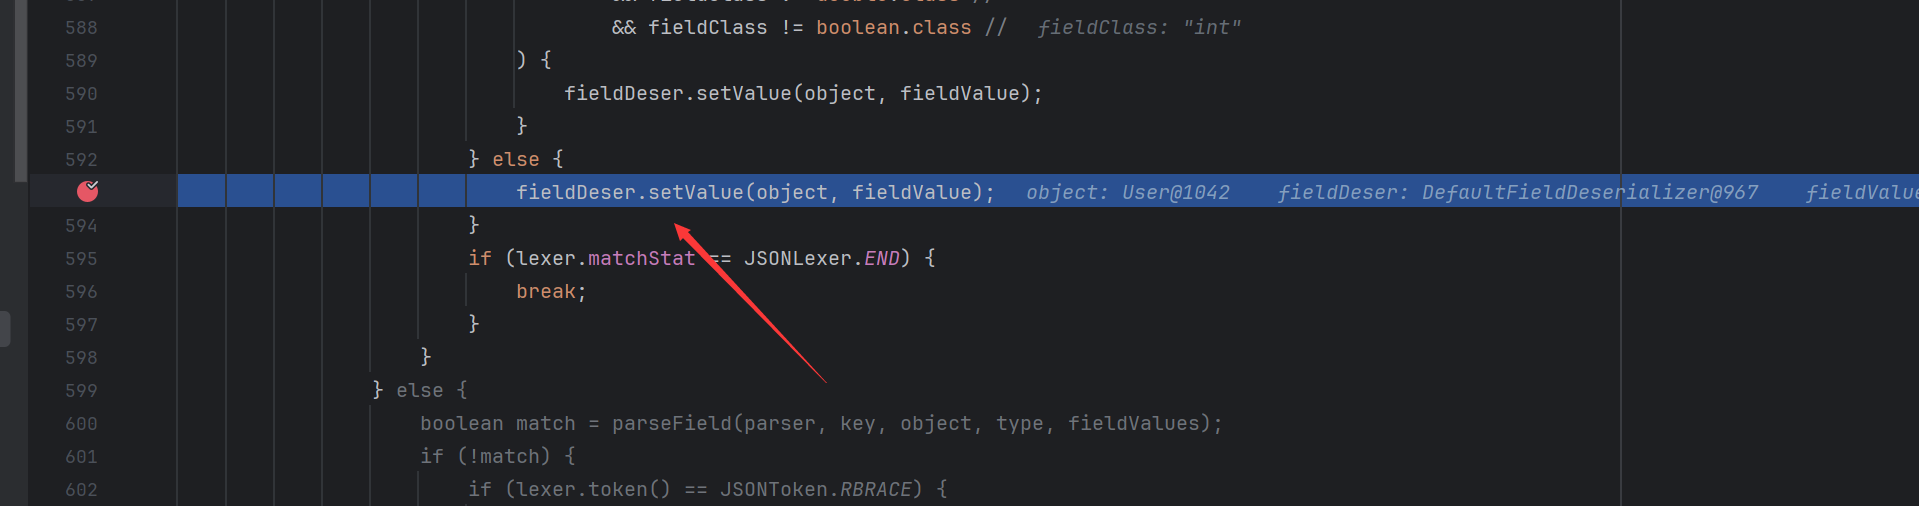 588 && fieldClass != boolean.class // fieldClass: "int"
589 ) {
590 fieldDeser.setValue(object, fieldValue);
591 }
592 } else {
fieldDeser.setValue(object, fieldValue); object: User@1042 fieldDeser: DefaultFieldDeserializer@967 fieldValue
594 }
595 if (lexer.matchStat == JSONLexer.END) {
596 break;
597 }
598 }
599 } else {
600 boolean match = parseField(parser, key, object, type, fieldValues);
601 if (!match) {
602 if (lexer.token() == JSONToken.RBRACE) {